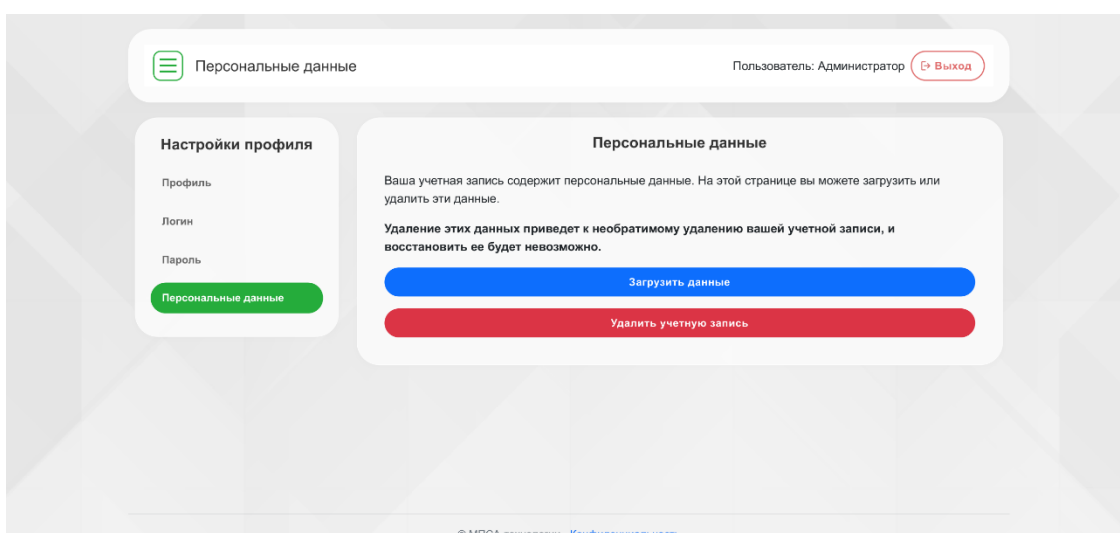 Персональные данные
Пользователь: Администратор
Выход
Настройки профиля
Профиль
Логин
Пароль
Персональные данные
Персональные данные
Ваша учетная запись содержит персональные данные. На этой странице вы можете загрузить или
удалить эти данные.
Удаление этих данных приведет к необратимому удалению вашей учетной записи, и
восстановить ее будет невозможно.
Загрузить данные
Удалить учетную запись